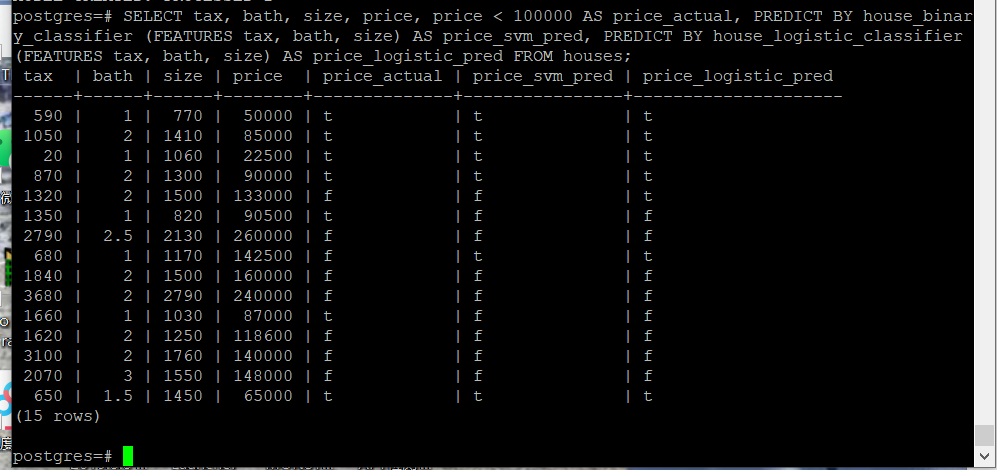 postgres=# SELECT tax, bath, size, price, price < 100000 AS price_actual, PREDICT BY house_binar
y_classifier (FEATURES tax, bath, size) AS price_svm_pred, PREDICT BY house_logistic_classifier
(FEATURES tax, bath, size) AS price_logistic_pred FROM houses;
 tax  | bath | size | price  | price_actual | price_svm_pred | price_logistic_pred
------+------+------+--------+--------------+----------------+---------------------
  590 |    1 |  770 |  50000 | t            | t              | t
 1050 |    2 | 1410 |  85000 | t            | t              | t
   20 |    1 | 1060 |  22500 | t            | t              | t
  870 |    2 | 1300 |  90000 | t            | t              | t
 1320 |    2 | 1500 | 133000 | f            | f              | t
 1350 |    1 |  820 |  90500 | t            | f              | f
 2790 |  2.5 | 2130 | 260000 | f            | f              | f
  680 |    1 | 1170 | 142500 | f            | t              | t
 1840 |    2 | 1500 | 160000 | f            | f              | f
 3680 |    2 | 2790 | 240000 | f            | f              | f
 1660 |    1 | 1030 |  87000 | t            | f              | f
 1620 |    2 | 1250 | 118600 | f            | f              | f
 3100 |    2 | 1760 | 140000 | f            | f              | f
 2070 |    3 | 1550 | 148000 | f            | f              | f
  650 |  1.5 | 1450 |  65000 | t            | t              | t
(15 rows)
postgres=#